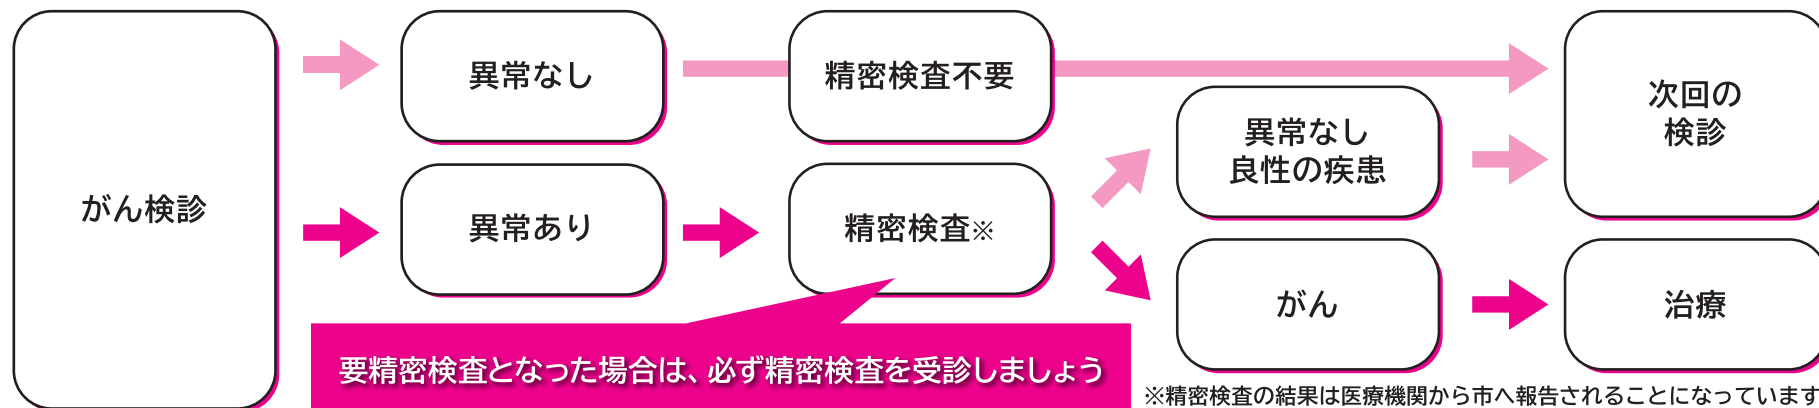 がん検診
異常なし
精密検査不要
次回の
検診
異常あり
精密検査※
異常なし
良性の疾患
がん
治療
要精密検査となった場合は、必ず精密検査を受診しましょう
※精密検査の結果は医療機関から市へ報告されることになっています